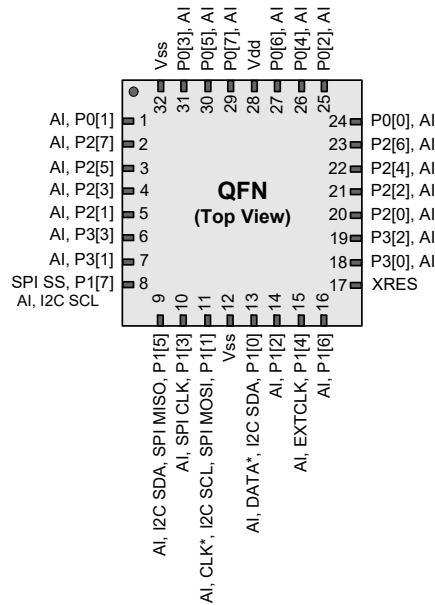 Vss
P0[3], AI
P0[5], AI
P0[7], AI
Vdd
P0[6], AI
P0[4], AI
P0[2], AI
32
31
30
29
28
27
26
25
AI, P0[1] 1
AI, P2[7] 2
AI, P2[5] 3
AI, P2[3] 4
AI, P2[1] 5
AI, P3[3] 6
AI, P3[1] 7
SPI SS, P1[7] 8
AI, I2C SCL
QFN
(Top View)
24 P0[0], AI
23 P2[6], AI
22 P2[4], AI
21 P2[2], AI
20 P2[0], AI
19 P3[2], AI
18 P3[0], AI
17 XRES
9
10
11
12
13
14
15
16
AI, I2C SDA, SPI MISO, P1[5]
AI, SPI CLK, P1[3]
AI, CLK*, I2C SCL, SPI MOSI, P1[1]
Vss
AI, DATA*, I2C SDA, P1[0]
AI, P1[2]
AI, EXTCLK, P1[4]
AI, P1[6]